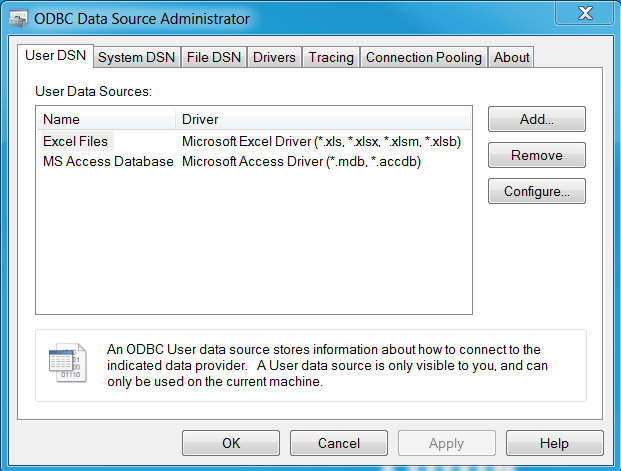 ODBC Data Source Administrator
User DSN System DSN File DSN Drivers Tracing Connection Pooling About
User Data Sources:
Name Driver
Excel Files Microsoft Excel Driver (*.xls, *.xlsx, *.xlsm, *.xlsb)
MS Access Database Microsoft Access Driver (*.mdb, *.accdb)
Add...
Remove
Configure...
An ODBC User data source stores information about how to connect to the
indicated data provider. A User data source is only visible to you, and can
only be used on the current machine.
OK Cancel Apply Help